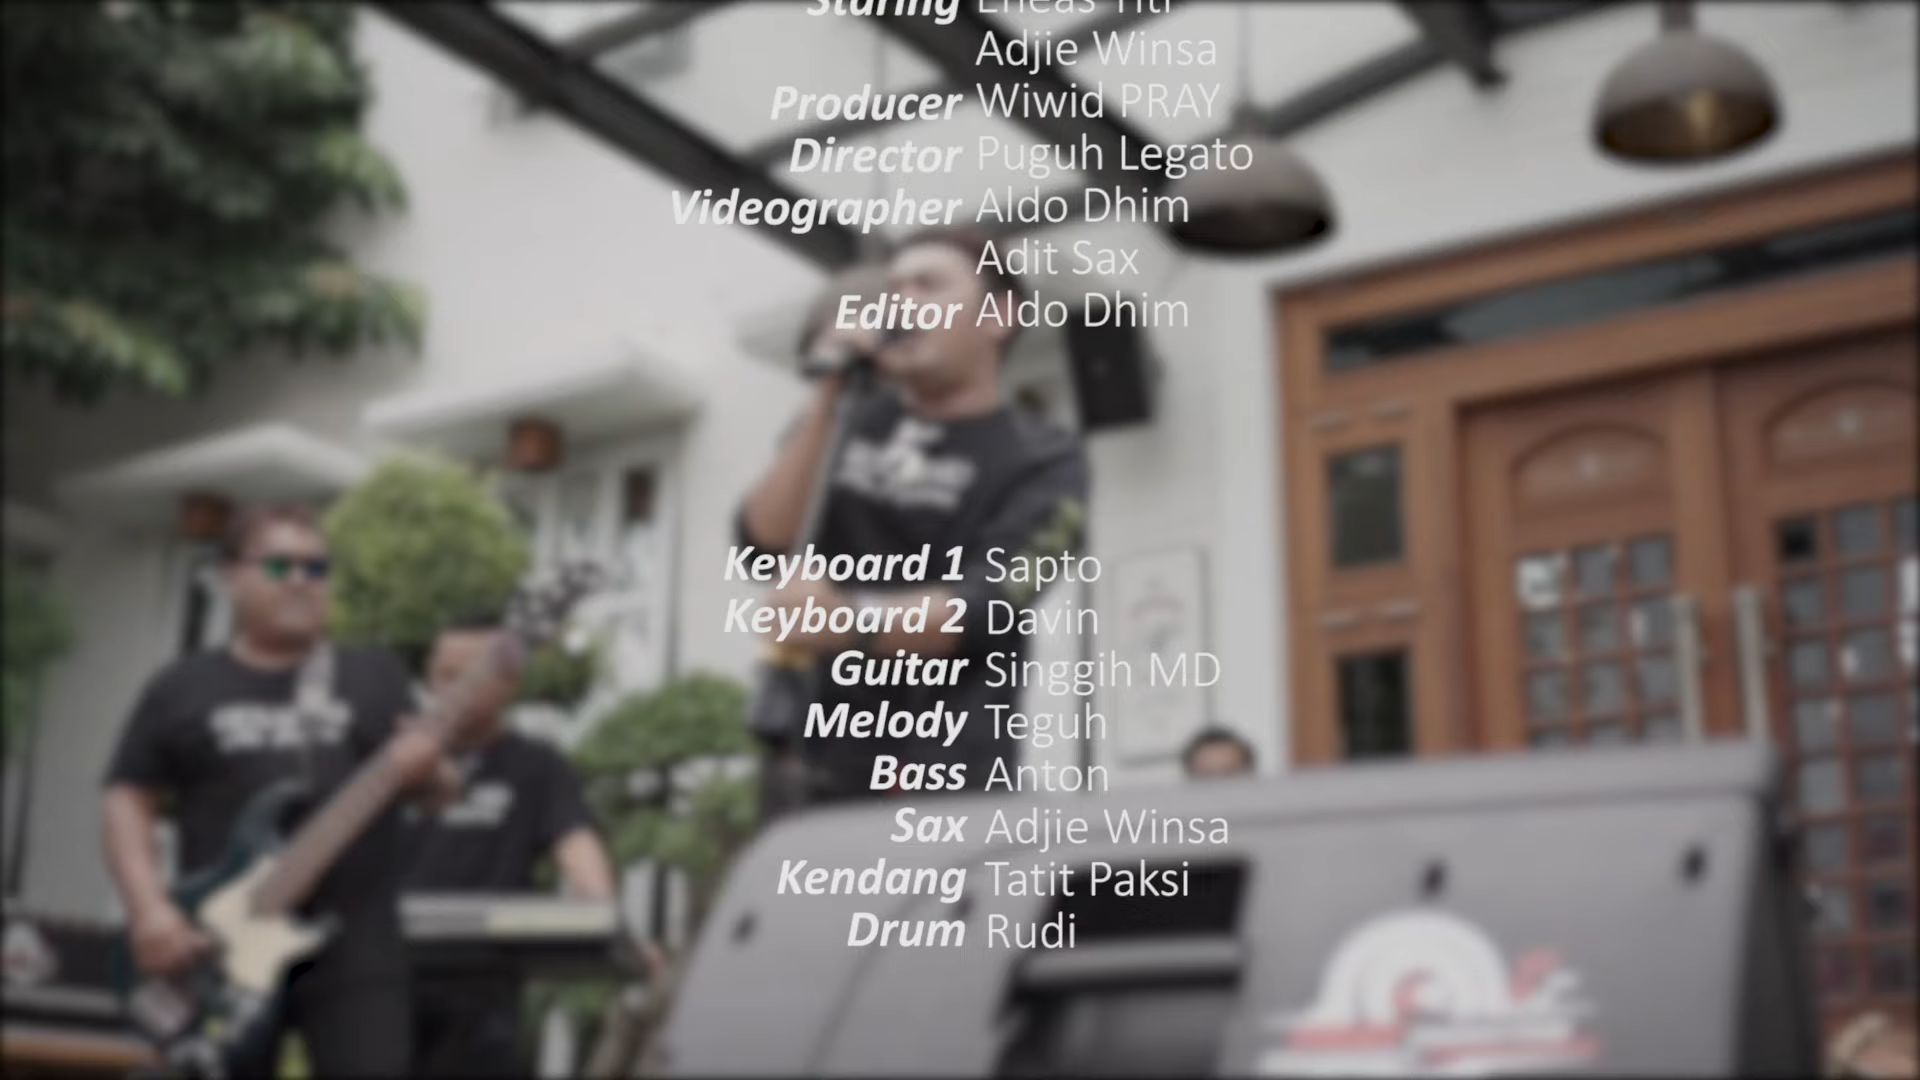 Staring
Adjie Winsa
Producer Wiwid PRAY
Director Puguh Legato
Videographer Aldo Dhim
Adit Sax
Editor Aldo Dhim
Keyboard 1 Sapto
Keyboard 2 Davin
Guitar Singgih MD
Melody Teguh
Bass Anton
Sax Adjie Winsa
Kendang Tatit Paksi
Drum Rudi